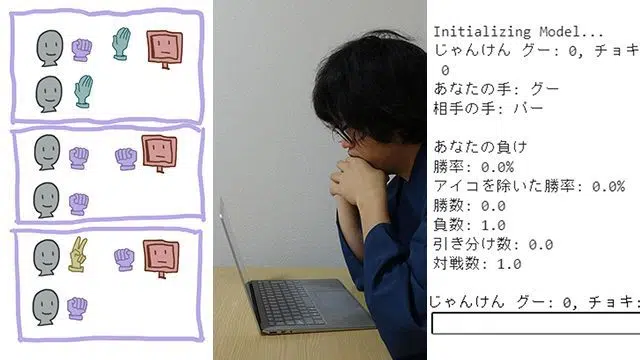 Initializing Model...
じゃんけん グー: 0, チョキ
0
あなたの手: グー
相手の手: パー
あなたの負け
勝率: 0.0%
アイコを除いた勝率: 0.0%
勝数: 0.0
負数: 1.0
引き分け数: 0.0
対戦数: 1.0
じゃんけん グー: 0, チョキ: